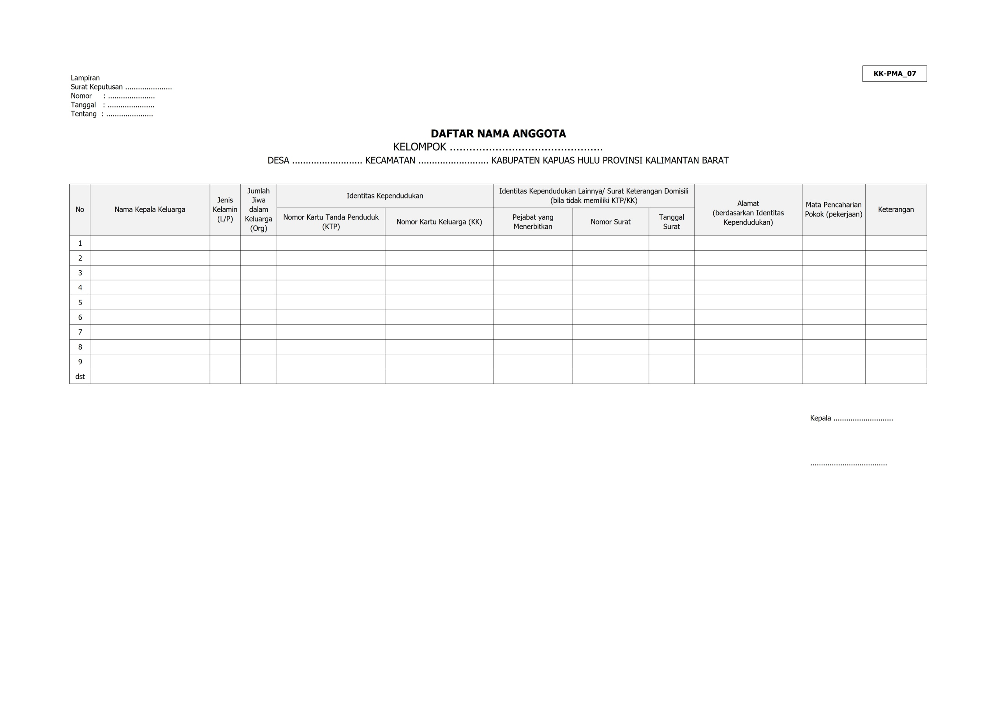 KK-PMA_07
Lampiran
Surat Keputusan ......................
Nomor : ......................
Tanggal : ......................
Tentang : ......................
DAFTAR NAMA ANGGOTA
KELOMPOK ...............................................
DESA .......................... KECAMATAN .......................... KABUPATEN KAPUAS HULU PROVINSI KALIMANTAN BARAT
No
Nama Kepala Keluarga
Jenis
Kelamin
(L/P)
Jumlah
Jiwa
dalam
Keluarga
(Org)
Identitas Kependudukan
Nomor Kartu Tanda Penduduk
(KTP)
Nomor Kartu Keluarga (KK)
Identitas Kependudukan Lainnya/ Surat Keterangan Domisili
(bila tidak memiliki KTP/KK)
Pejabat yang
Menerbitkan
Nomor Surat
Tanggal
Surat
Alamat
(berdasarkan Identitas
Kependudukan)
Mata Pencaharian
Pokok (pekerjaan)
Keterangan
1
2
3
4
5
6
7
8
9
dst
Kepala ............................
....................................